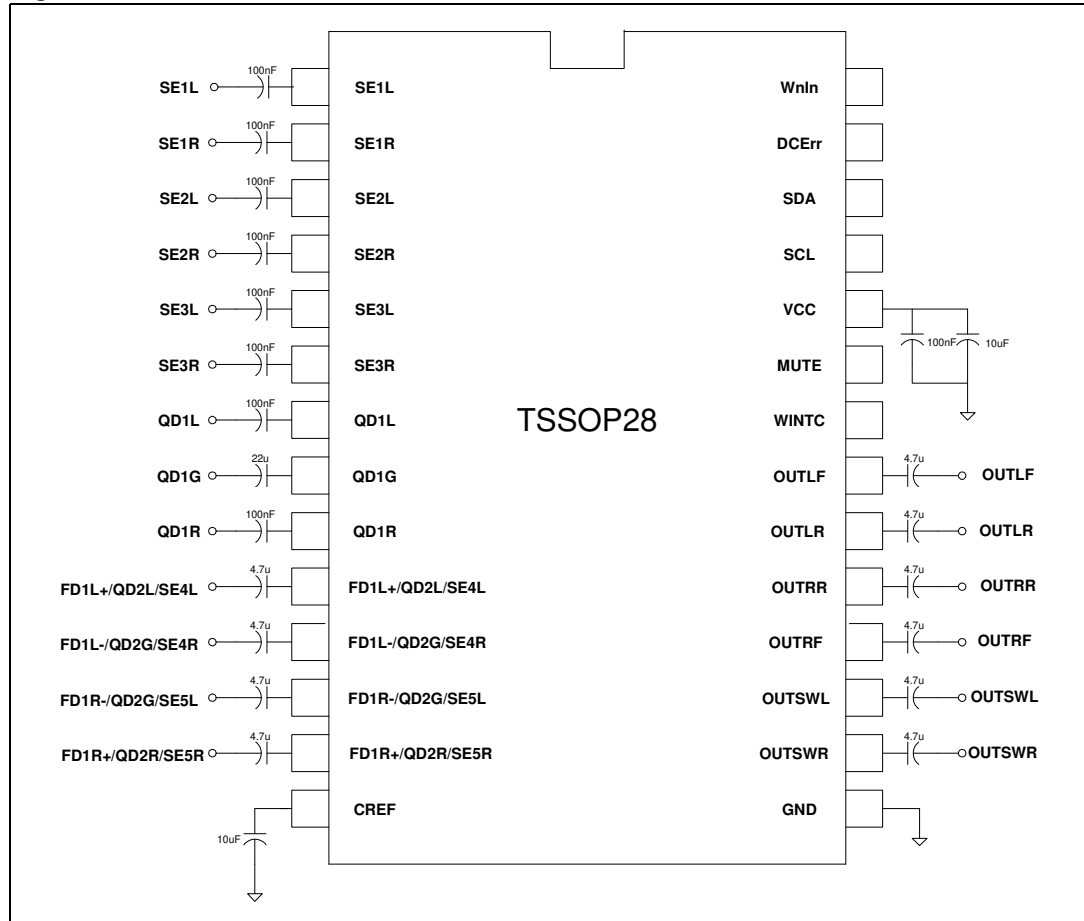 100nF
SE1L SE1L WnIn
100nF
SE1R SE1R DCErr
100nF
SE2L SE2L SDA
100nF
SE2R SE2R SCL
100nF
SE3L SE3L VCC
100nF 10uF
100nF
SE3R SE3R MUTE
100nF
QD1L QD1L TSSOP28 WINTC
22u 4.7u
QD1G QD1G OUTLF OUTLF
100nF 4.7u
QD1R QD1R OUTLR OUTLR
4.7u 4.7u
FD1L+/QD2L/SE4L FD1L+/QD2L/SE4L OUTRR OUTRR
4.7u 4.7u
FD1L-/QD2G/SE4R FD1L-/QD2G/SE4R OUTRF OUTRF
4.7u 4.7u
FD1R-/QD2G/SE5L FD1R-/QD2G/SE5L OUTSWL OUTSWL
4.7u 4.7u
FD1R+/QD2R/SE5R FD1R+/QD2R/SE5R OUTSWR OUTSWR
CREF GND
10uF